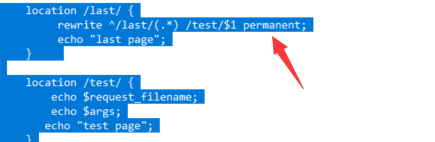 location /last/ {
rewrite ^/last/(.*) /test/$1 permanent;
echo "last page";
}
location /test/ {
echo $request_filename;
echo $args;
echo "test page";
}